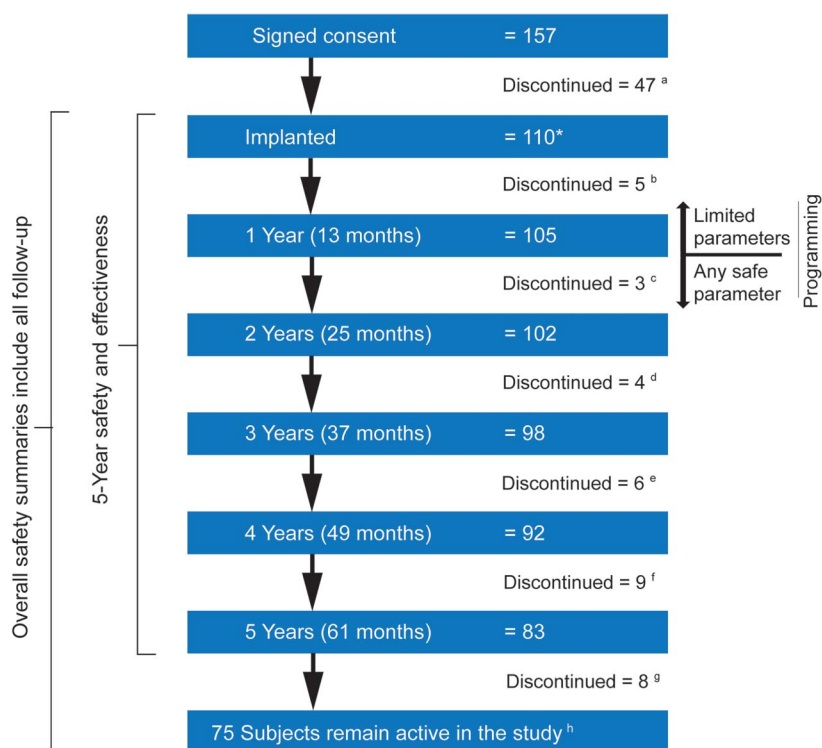 Signed consent = 157
Discontinued = 47 a
Implanted = 110*
Discontinued = 5 b
1 Year (13 months) = 105
Discontinued = 3 c
2 Years (25 months) = 102
Discontinued = 4 d
3 Years (37 months) = 98
Discontinued = 6 e
4 Years (49 months) = 92
Discontinued = 9 f
5 Years (61 months) = 83
Discontinued = 8 g
75 Subjects remain active in the study h
Overall safety summaries include all follow-up
5-Year safety and effectiveness
Limited
parameters
Any safe
parameter
Programming